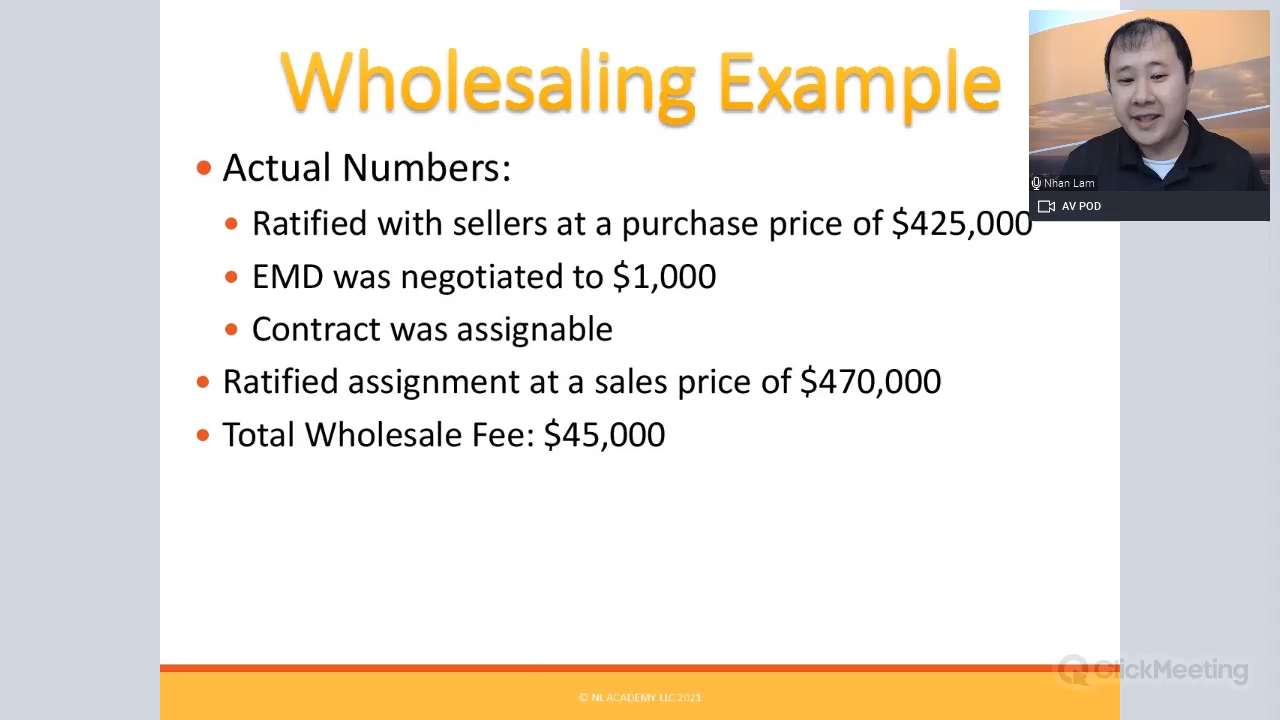 Wholesaling Example
• Actual Numbers:
• Ratified with sellers at a purchase price of $425,000
• EMD was negotiated to $1,000
• Contract was assignable
• Ratified assignment at a sales price of $470,000
• Total Wholesale Fee: $45,000
Nhan Lam
AV POD
ClickMeeting
© NL ACADEMY LLC 2021